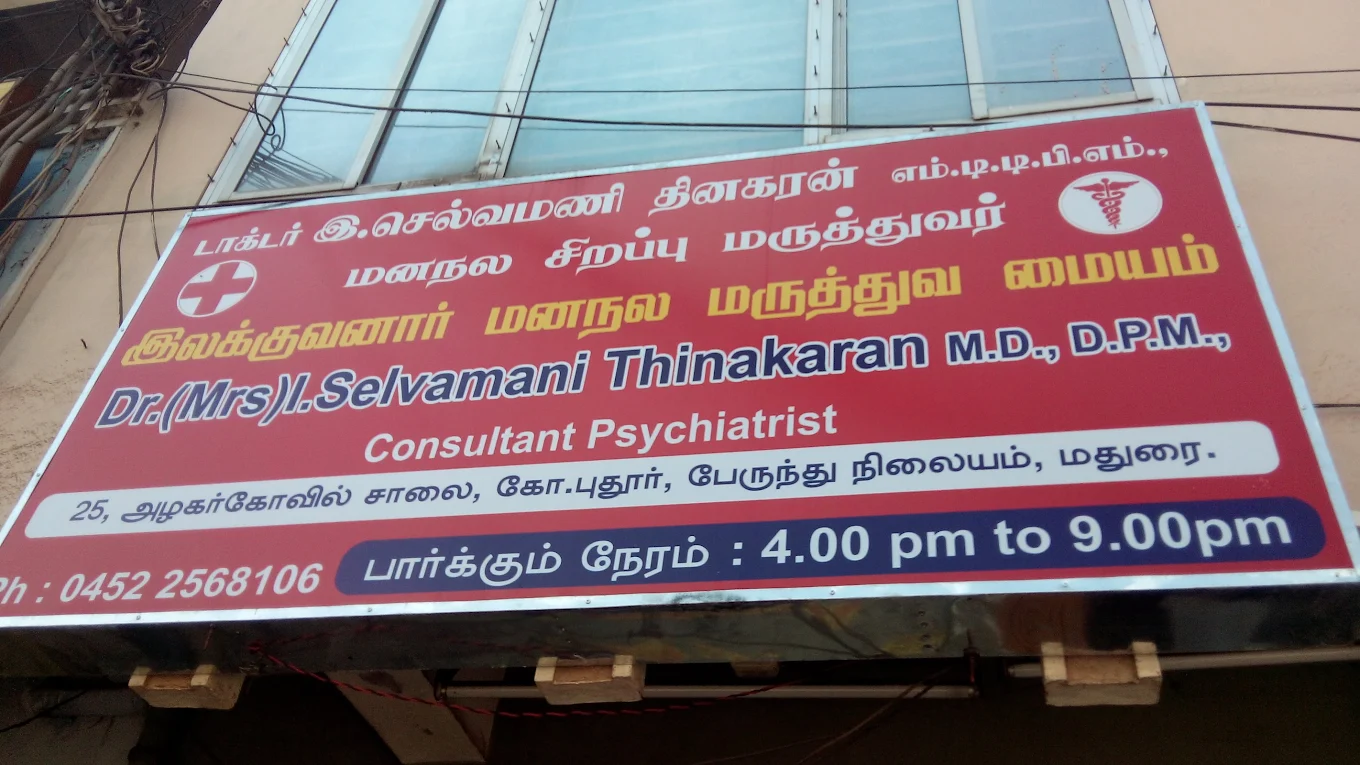 டாக்டர் இ.செல்வமணி தினகரன் எம்.டி.டி.பி.எம்.,
மனநல சிறப்பு மருத்துவர்
இலக்குவனார் மனநல மருத்துவ மையம்
Dr.(Mrs)I.Selvamani Thinakaran M.D., D.P.M.,
Consultant Psychiatrist
25, அழகர்கோவில் சாலை, கோ.புதூர், பேருந்து நிலையம், மதுரை.
Ph : 0452 2568106 பார்க்கும் நேரம் : 4.00 pm to 9.00pm